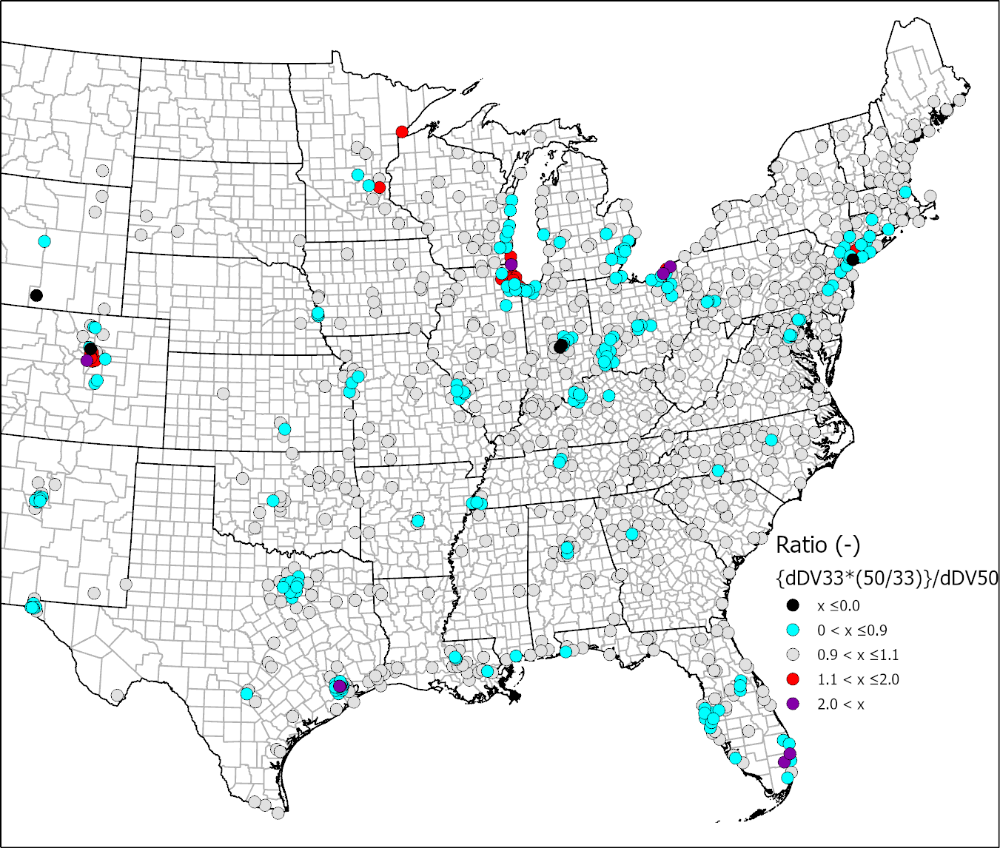 Ratio (-)
{dDV33*(50/33)}/dDV50
x ≤0.0
0 < x ≤0.9
0.9 < x ≤1.1
1.1 < x ≤2.0
2.0 < x